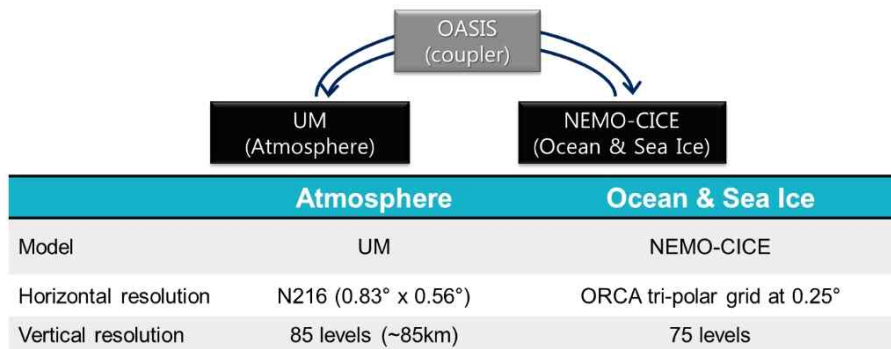 OASIS
(coupler)
UM
(Atmosphere)
NEMO-CICE
(Ocean & Sea Ice)
Atmosphere Ocean & Sea Ice
Model UM NEMO-CICE
Horizontal resolution N216 (0.83° x 0.56°) ORCA tri-polar grid at 0.25°
Vertical resolution 85 levels (~85km) 75 levels